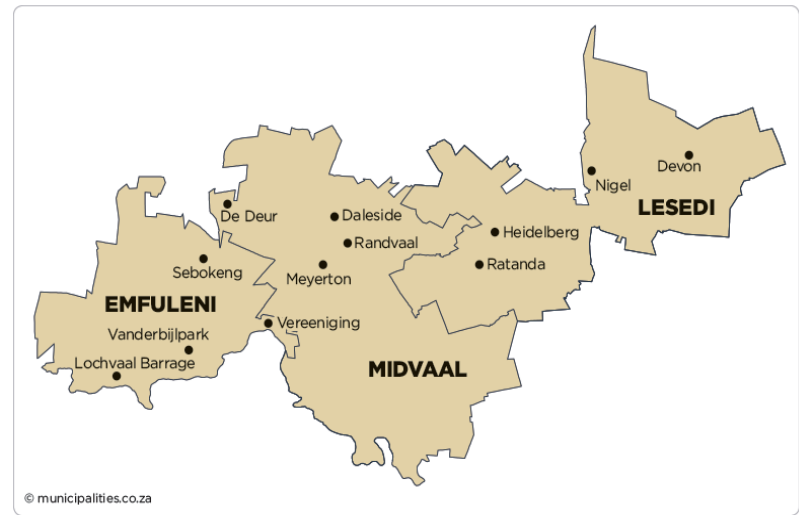 Devon
Nigel
LESEDI
De Deur
Daleside
Heidelberg
Randvaal
Ratanda
Sebokeng
Meyerton
EMFULENI
Vereeniging
Vanderbijlpark
Lochvaal Barrage
MIDVAAL
© municipalities.co.za